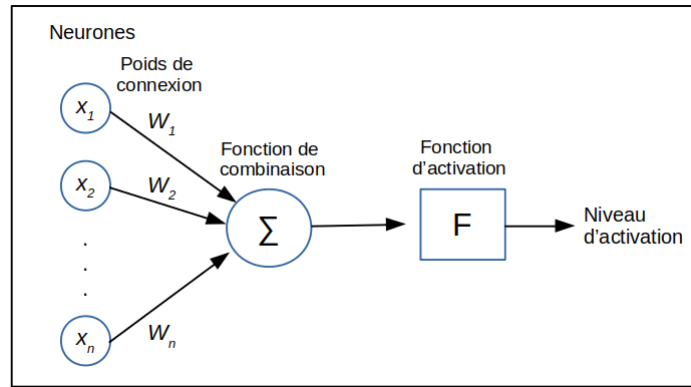 Neurones
Poids de
connexion
x1
W1
Fonction de
combinaison
Fonction
d'activation
x2
W2
∑
F
Niveau
d'activation
.
.
.
xn
Wn